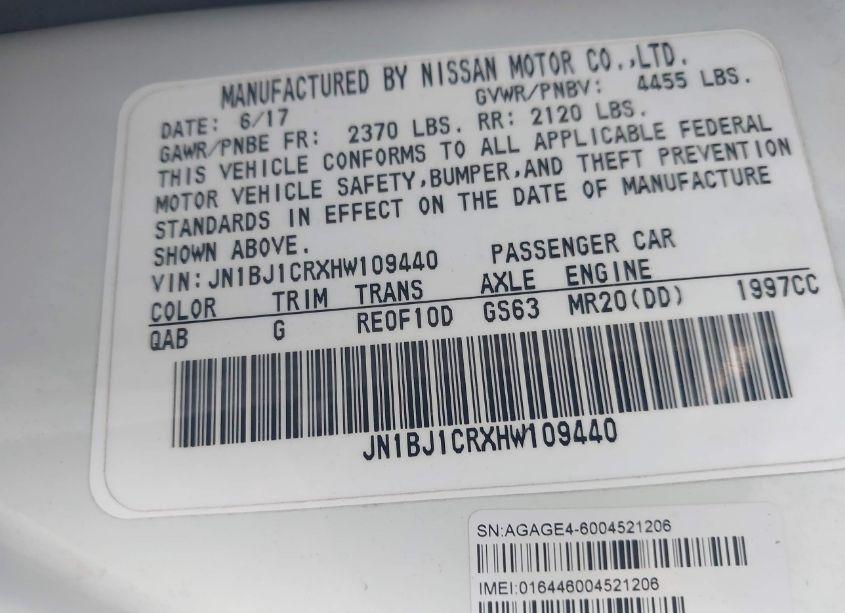 MANUFACTURED BY NISSAN MOTOR CO.,LTD.
DATE: 6/17 GVWR/PNBV: 4455 LBS.
GAWR/PNBE FR: 2370 LBS. RR: 2120 LBS.
THIS VEHICLE CONFORMS TO ALL APPLICABLE FEDERAL
MOTOR VEHICLE SAFETY,BUMPER,AND THEFT PREVENTION
STANDARDS IN EFFECT ON THE DATE OF MANUFACTURE
SHOWN ABOVE.
VIN:JN1BJ1CRXHW109440 PASSENGER CAR
COLOR TRIM TRANS AXLE ENGINE
QAB G RE0F10D GS63 MR20(DD) 1997CC
JN1BJ1CRXHW109440
SN:AGAGE4-6004521206
IMEI:016446004521206